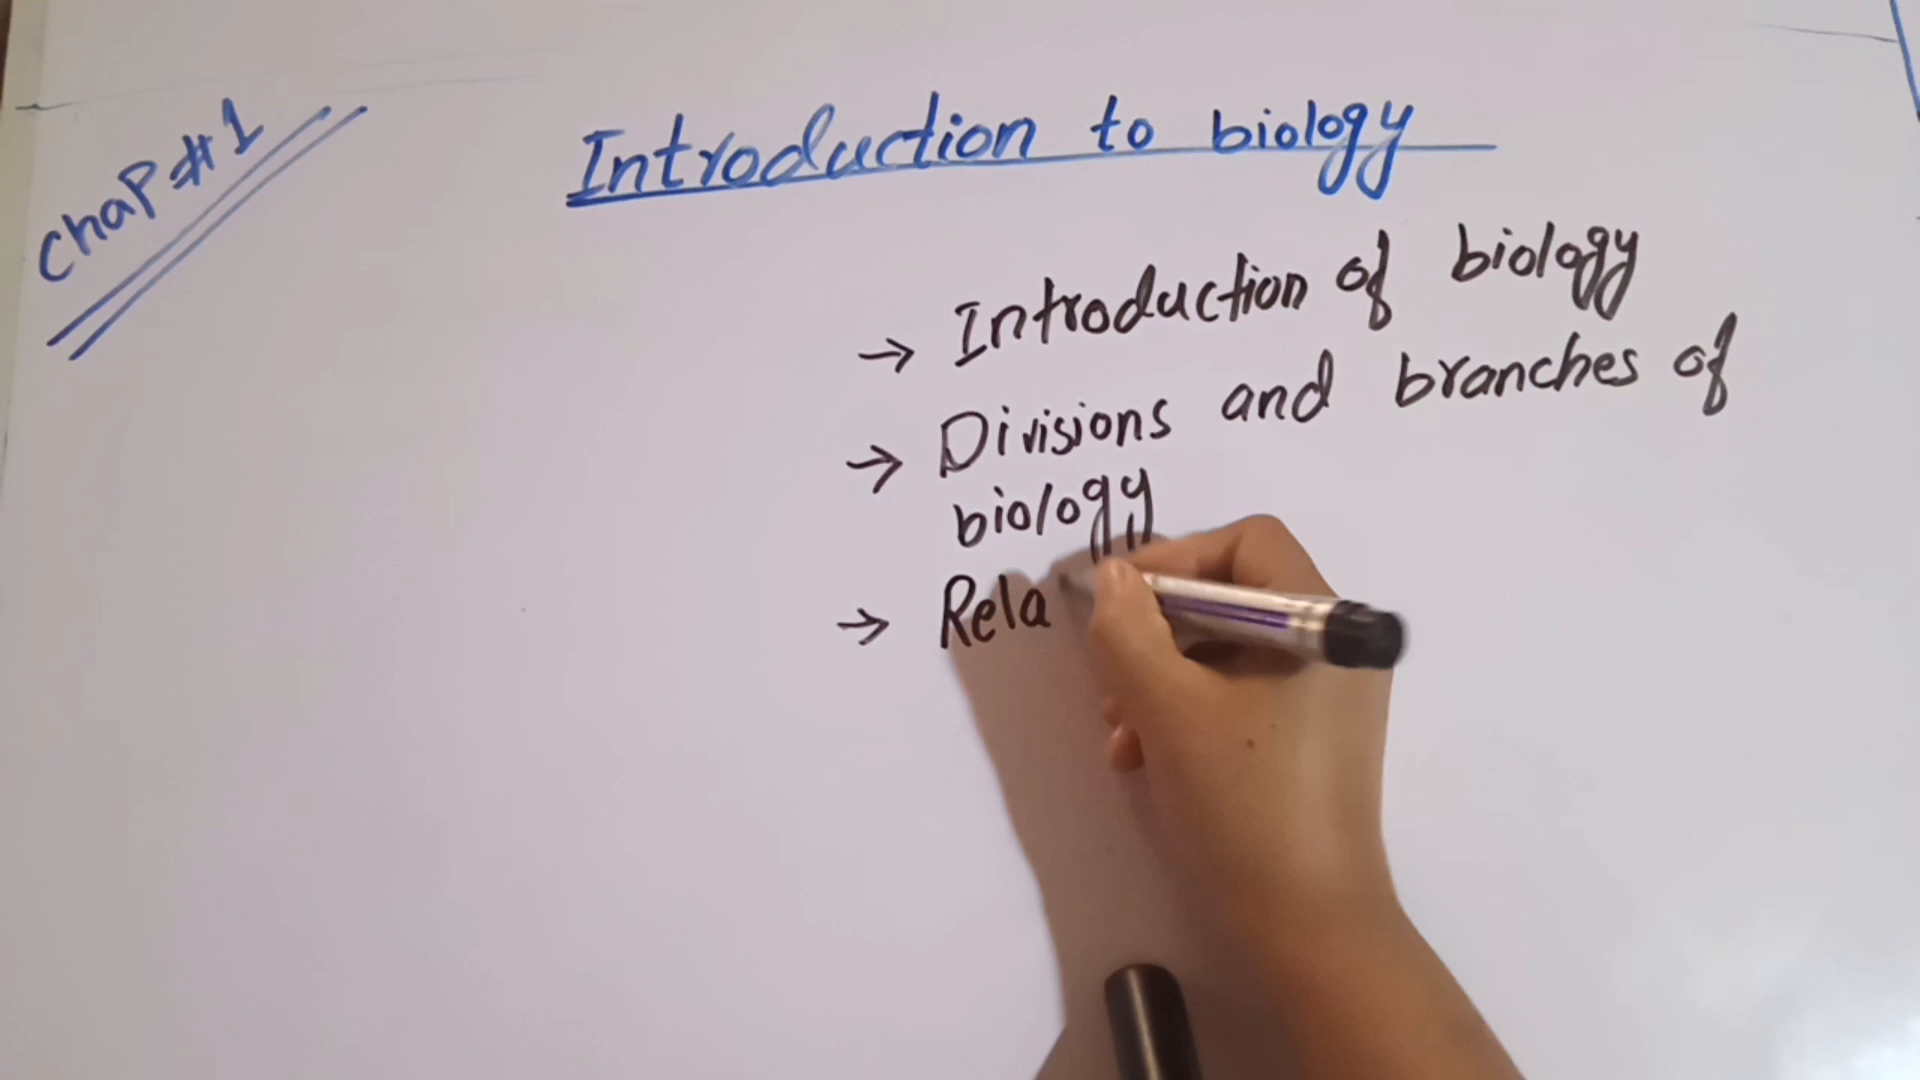 Chap#1
Introduction to biology
→ Introduction of biology
→ Divisions and branches of
biology
→ Rela